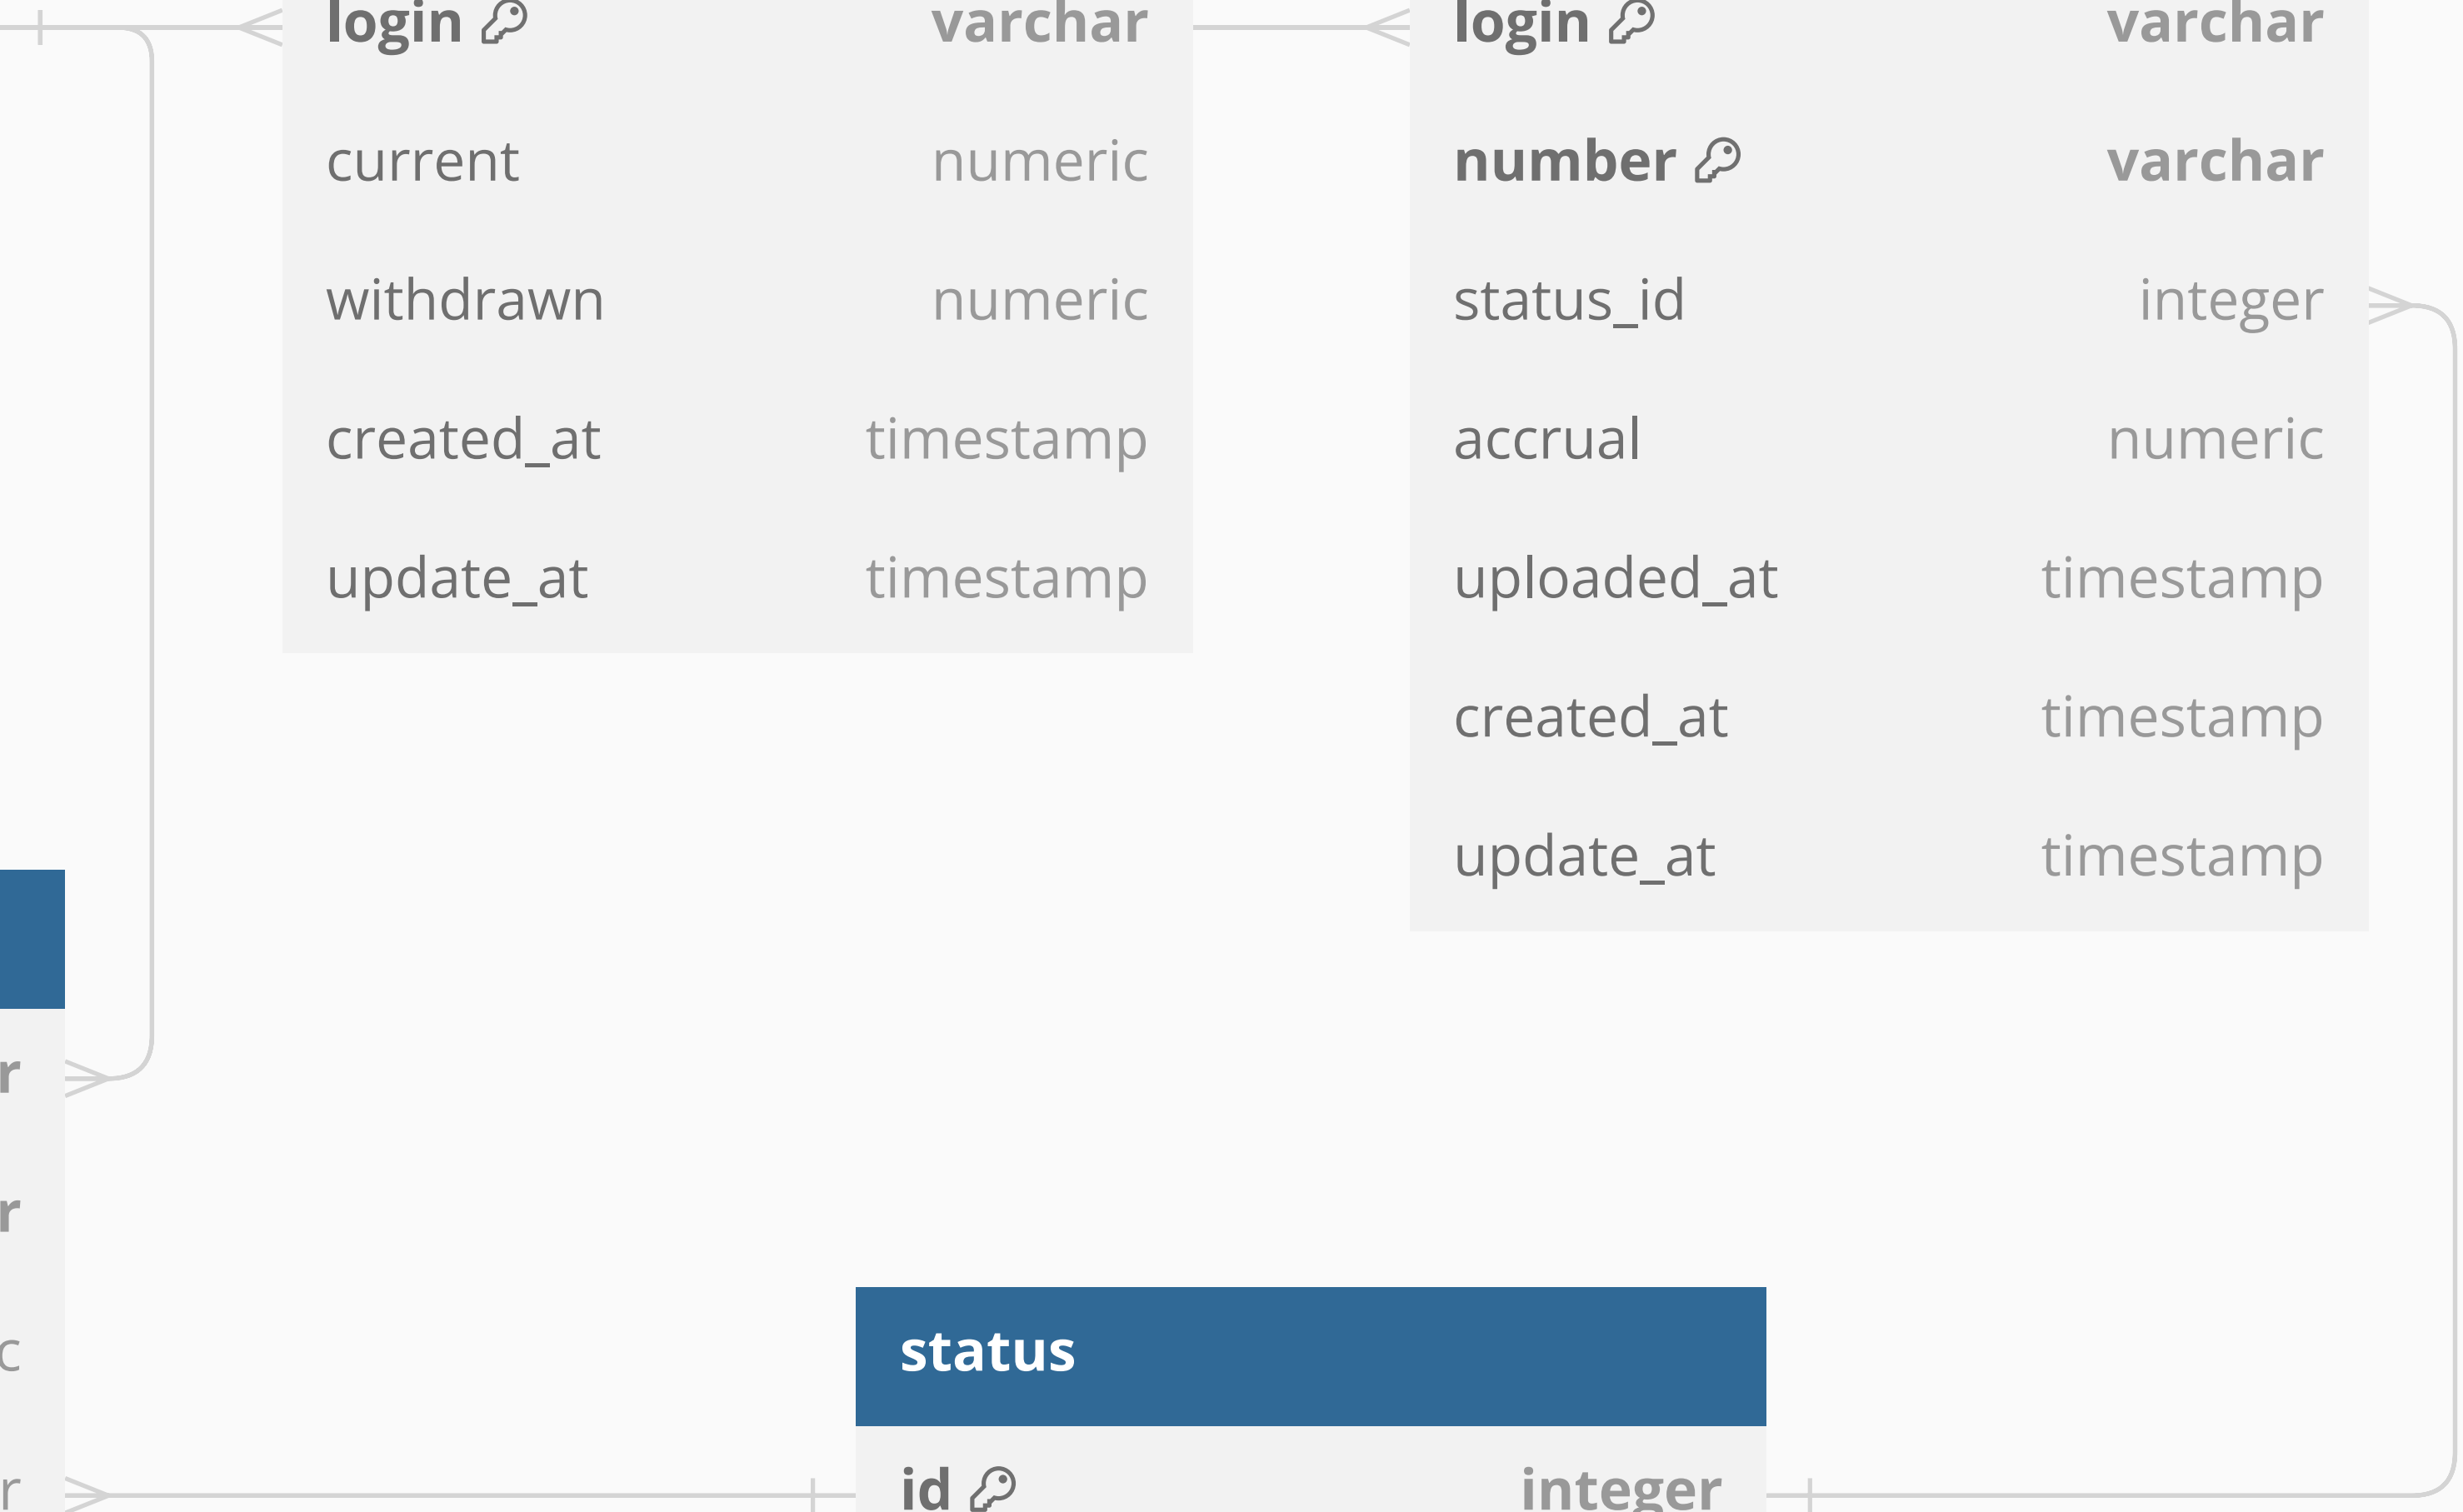 login varchar
current numeric
withdrawn numeric
created_at timestamp
update_at timestamp
login varchar
number varchar
status_id integer
accrual numeric
uploaded_at timestamp
created_at timestamp
update_at timestamp
r
r
c
r
status
id integer